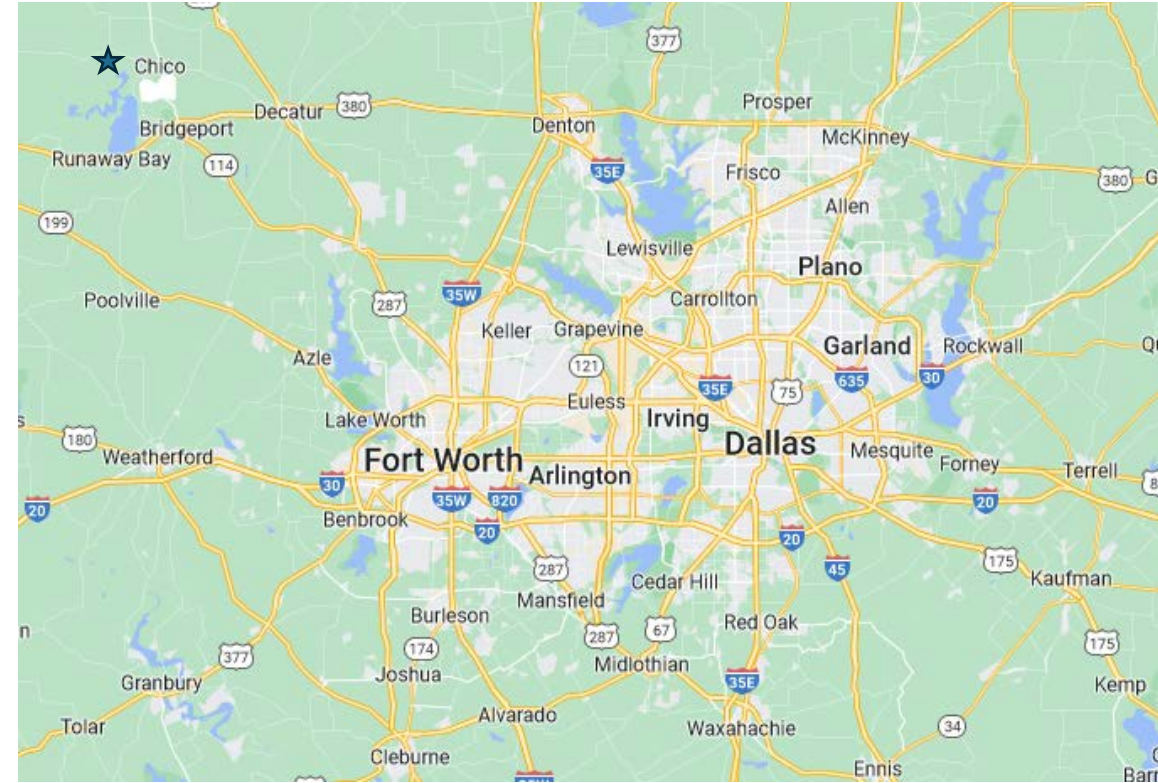 377
Chico
Prosper
Decatur
380
Denton
Bridgeport
McKinney
Runaway Bay
114
35E
Frisco
380
G
Allen
199
Lewisville
Plano
35W
Poolville
287
Carrollton
Keller
Grapevine
Garland
Rockwall
Azle
121
635
30
35E
75
Euless
Lake Worth
Irving
180
Dallas
Weatherford
Fort Worth
Mesquite
Forney
Arlington
Terrell
30
35W
820
20
20
8
Benbrook
20
20
287
45
175
Kaufman
Cedar Hill
Mansfield
Burleson
Red Oak
n
287
67
174
175
377
Midlothian
Joshua
35E
Granbury
Kemp
Alvarado
Tolar
34
Waxahachie
Cleburne
Ennis
Barr